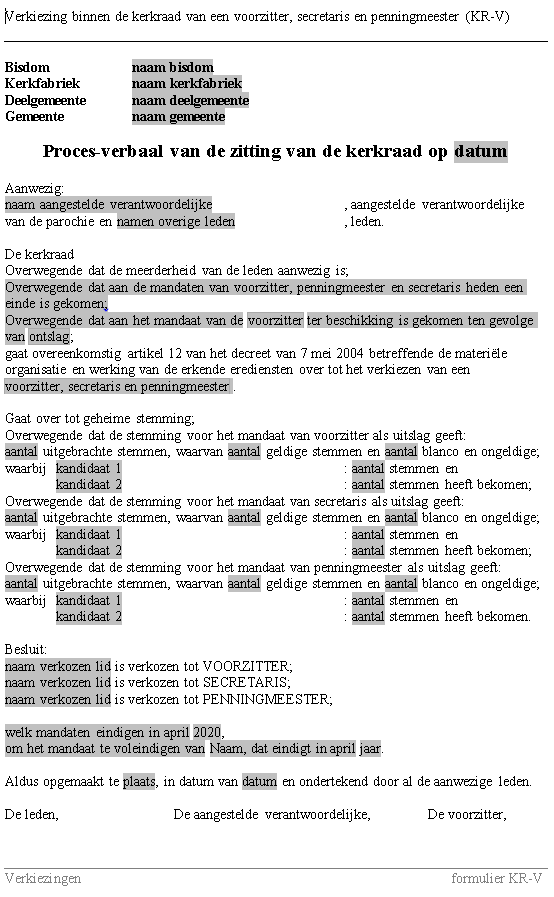 Verkiezing binnen de kerkraad van een voorzitter, secretaris en penningmeester (KR-V)
Bisdom naam bisdom
Kerkfabriek naam kerkfabriek
Deelgemeente naam deelgemeente
Gemeente naam gemeente
Proces-verbaal van de zitting van de kerkraad op datum
Aanwezig:
naam aangestelde verantwoordelijke , aangestelde verantwoordelijke
van de parochie en namen overige leden , leden.
De kerkraad
Overwegende dat de meerderheid van de leden aanwezig is;
Overwegende dat aan de mandaten van voorzitter, penningmeester en secretaris heden een
einde is gekomen;
Overwegende dat aan het mandaat van de voorzitter ter beschikking is gekomen ten gevolge
van ontslag;
gaat overeenkomstig artikel 12 van het decreet van 7 mei 2004 betreffende de materiële
organisatie en werking van de erkende erediensten over tot het verkiezen van een
voorzitter, secretaris en penningmeester .
Gaat over tot geheime stemming;
Overwegende dat de stemming voor het mandaat van voorzitter als uitslag geeft:
aantal uitgebrachte stemmen, waarvan aantal geldige stemmen en aantal blanco en ongeldige;
waarbij kandidaat 1 : aantal stemmen en
kandidaat 2 : aantal stemmen heeft bekomen;
Overwegende dat de stemming voor het mandaat van secretaris als uitslag geeft:
aantal uitgebrachte stemmen, waarvan aantal geldige stemmen en aantal blanco en ongeldige;
waarbij kandidaat 1 : aantal stemmen en
kandidaat 2 : aantal stemmen heeft bekomen;
Overwegende dat de stemming voor het mandaat van penningmeester als uitslag geeft:
aantal uitgebrachte stemmen, waarvan aantal geldige stemmen en aantal blanco en ongeldige;
waarbij kandidaat 1 : aantal stemmen en
kandidaat 2 : aantal stemmen heeft bekomen.
Besluit:
naam verkozen lid is verkozen tot VOORZITTER;
naam verkozen lid is verkozen tot SECRETARIS;
naam verkozen lid is verkozen tot PENNINGMEESTER;
welk mandaten eindigen in april 2020,
om het mandaat te voleindigen van Naam, dat eindigt in april jaar.
Aldus opgemaakt te plaats, in datum van datum en ondertekend door al de aanwezige leden.
De leden, De aangestelde verantwoordelijke, De voorzitter,
Verkiezingen formulier KR-V